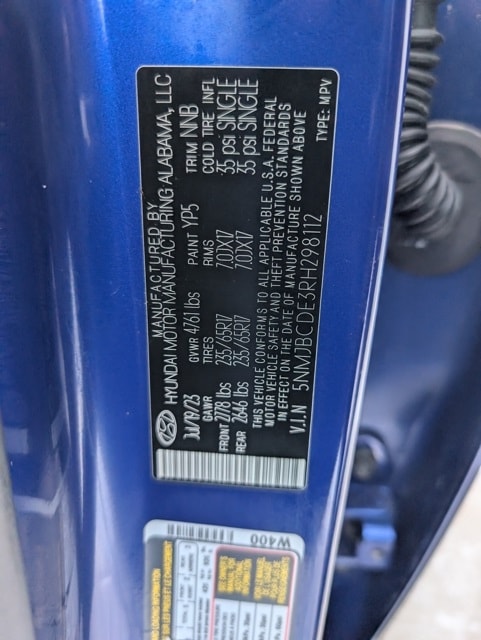 MANUFACTURED BY
HYUNDAI MOTOR MANUFACTURING ALABAMA, LLC
JUL/19/23 GVWR 4761 lbs PAINT YP5 TRIM NNB
GAWR TIRES RIMS COLD TIRE INFL
FRONT 2778 lbs 235/65R17 7.0JX17 35 psi SINGLE
REAR 2646 lbs 235/65R17 7.0JX17 35 psi SINGLE
THIS VEHICLE CONFORMS TO ALL APPLICABLE U.S.A. FEDERAL
MOTOR VEHICLE SAFETY AND THEFT PREVENTION STANDARDS
IN EFFECT ON THE DATE OF MANUFACTURE SHOWN ABOVE
V.I.N 5NMJBCDE3RH298112
TYPE: MPV
W400